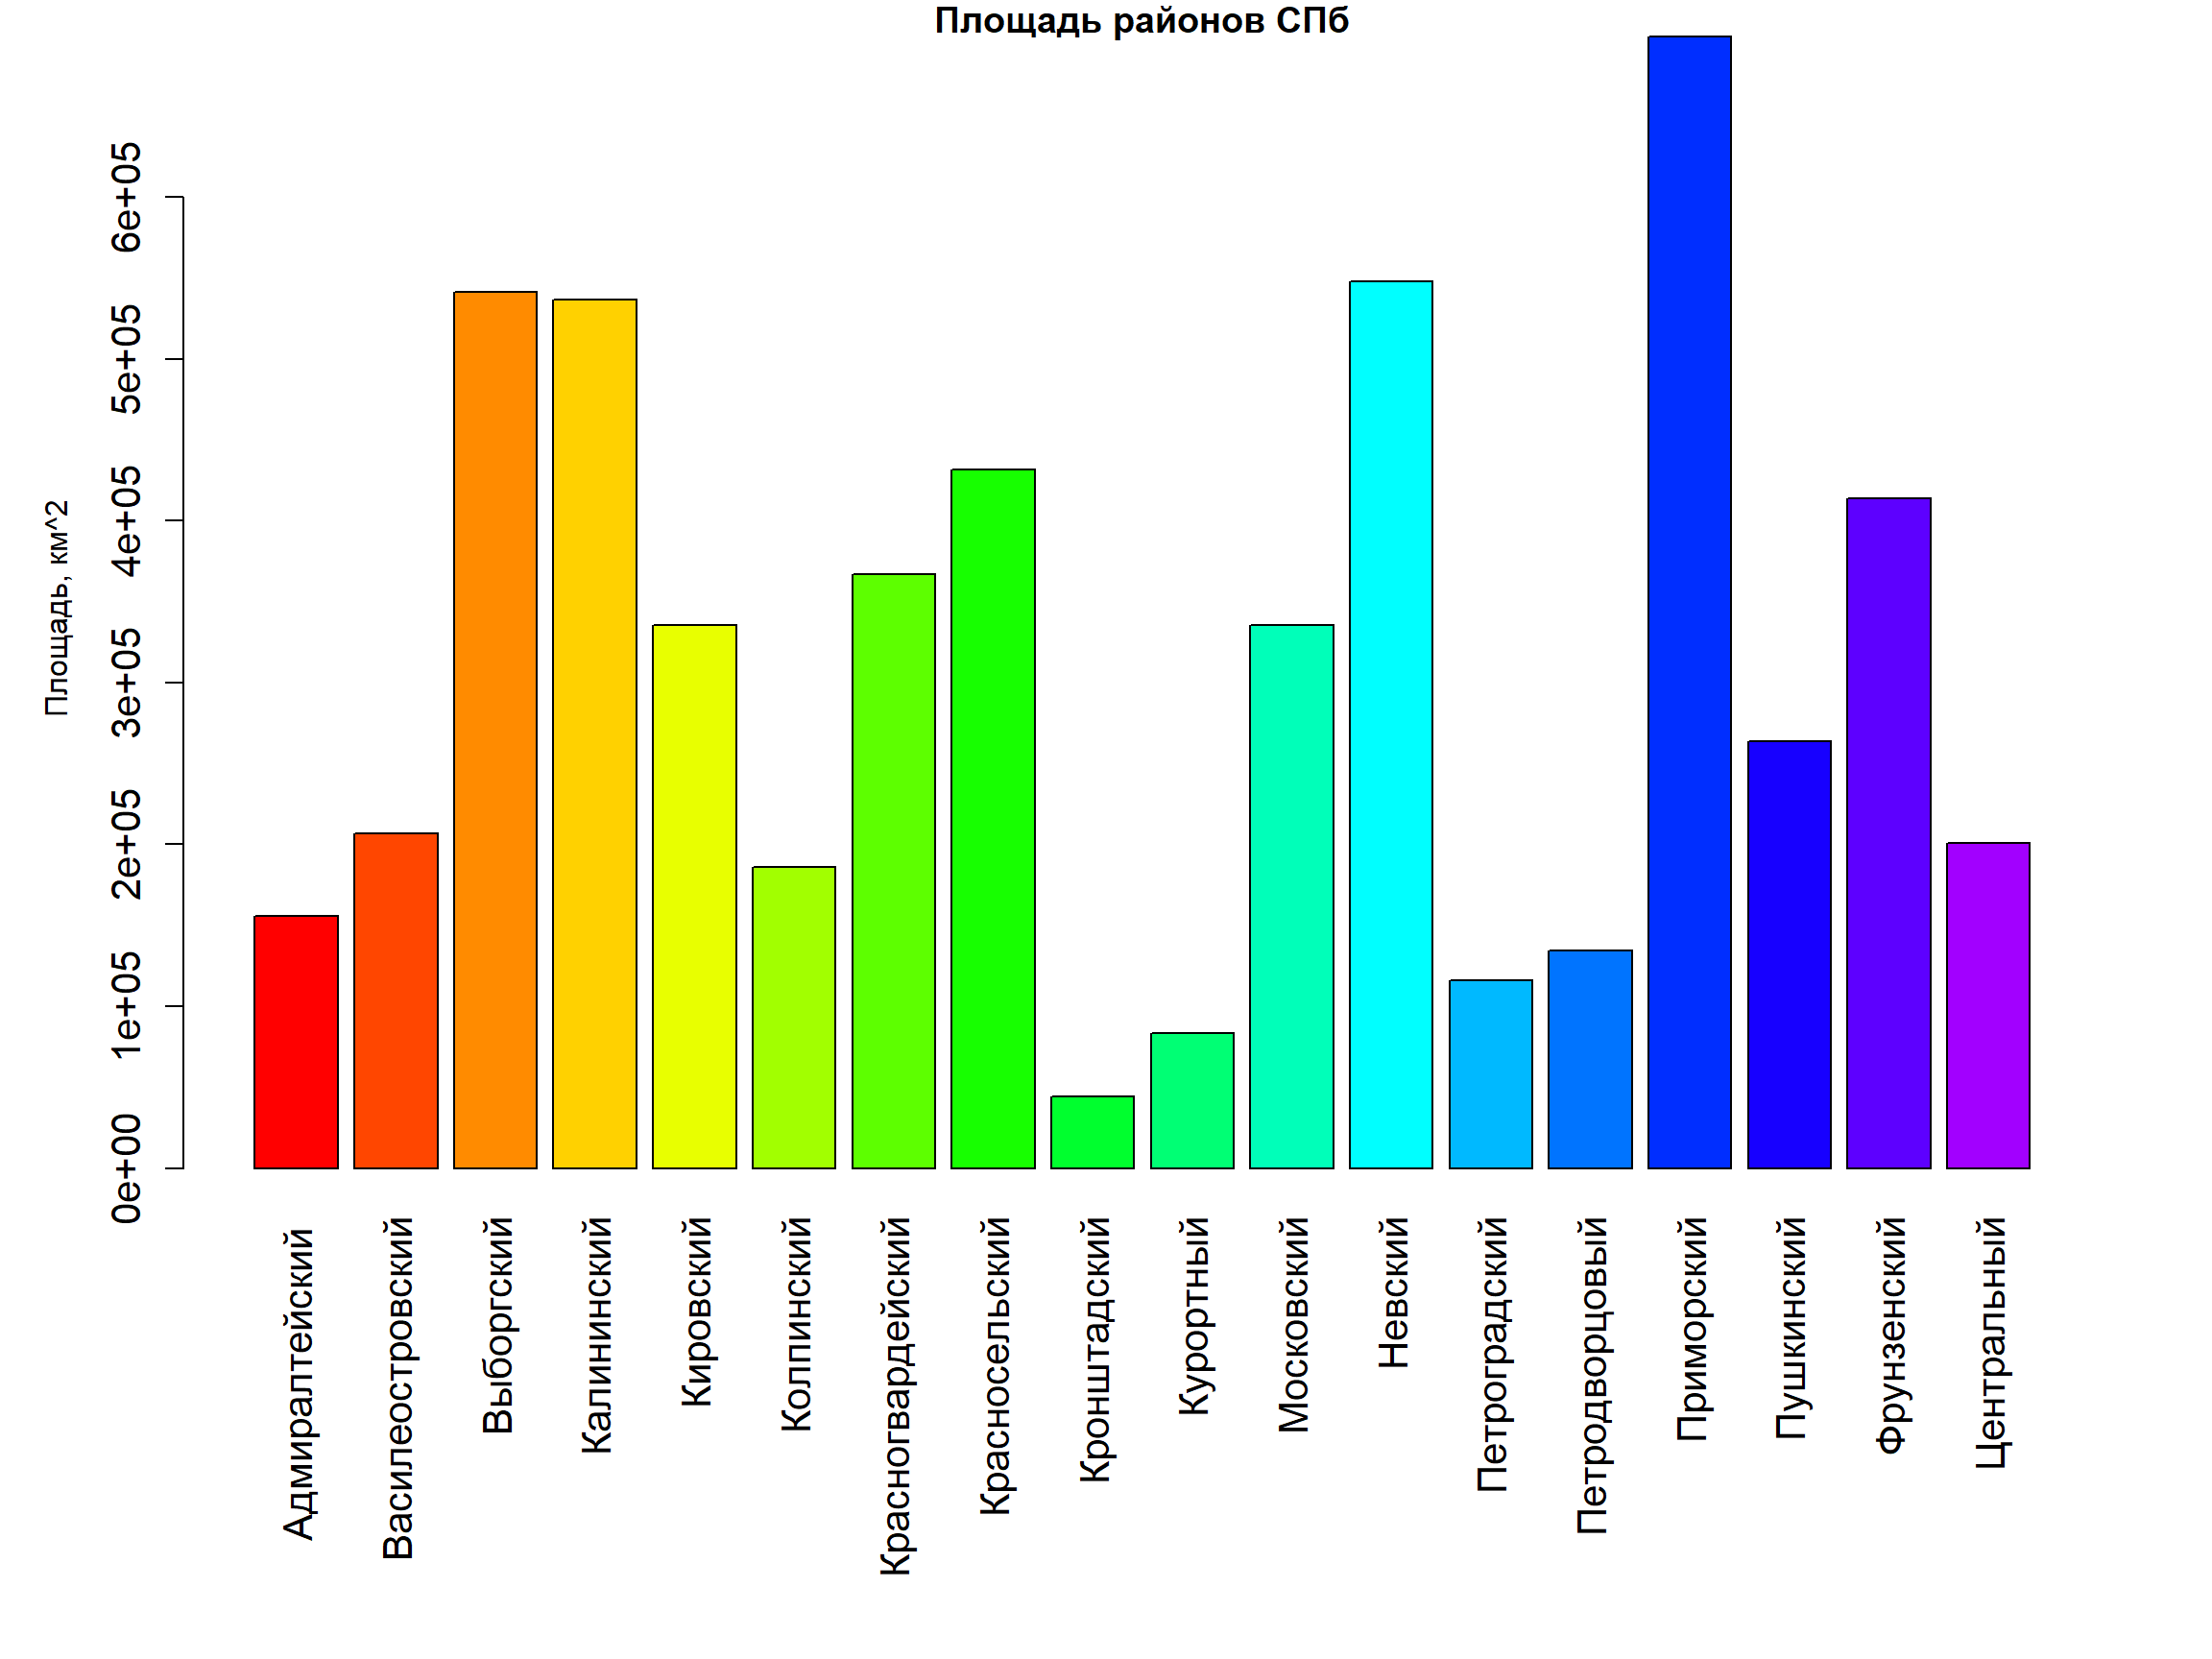 Площадь районов СПб
Площадь, км^2
6e+05
5e+05
4e+05
3e+05
2e+05
1e+05
0e+00
Адмиралтейский
Василеостровский
Выборгский
Калининский
Кировский
Колпинский
Красногвардейский
Красносельский
Кронштадский
Курортный
Московский
Невский
Петроградский
Петродворцовый
Приморский
Пушкинский
Фрунзенский
Центральный